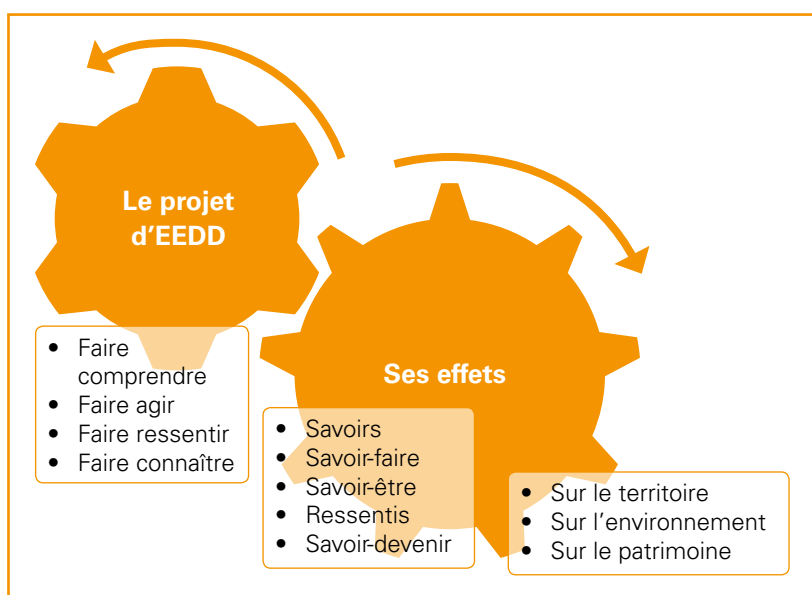 Le projet
d’EEDD
• Faire
comprendre
• Faire agir
• Faire ressentir
• Faire connaître
Ses effets
• Savoirs
• Savoir-faire
• Savoir-être
• Ressentis
• Savoir-devenir
• Sur le territoire
• Sur l’environnement
• Sur le patrimoine